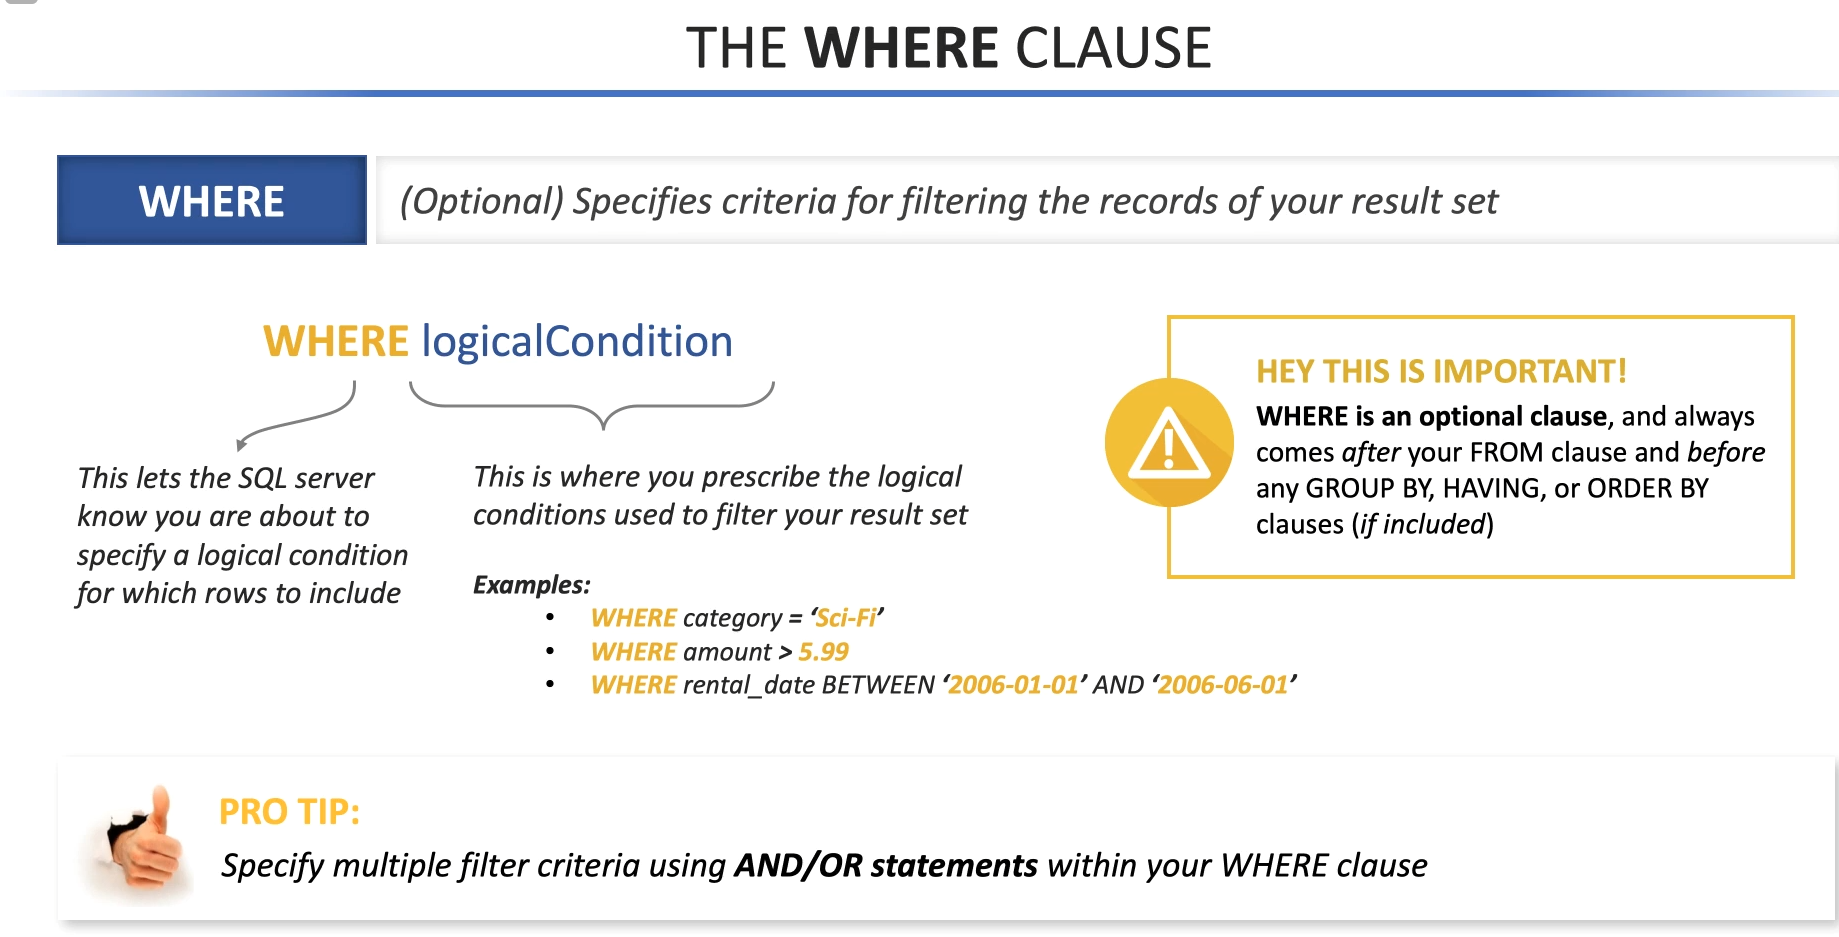 THE WHERE CLAUSE
WHERE
(Optional) Specifies criteria for filtering the records of your result set
WHERE logicalCondition
This lets the SQL server
know you are about to
specify a logical condition
for which rows to include
This is where you prescribe the logical
conditions used to filter your result set
Examples:
• WHERE category = ‘Sci-Fi’
• WHERE amount > 5.99
• WHERE rental_date BETWEEN ‘2006-01-01’ AND ‘2006-06-01’
HEY THIS IS IMPORTANT!
WHERE is an optional clause, and always
comes after your FROM clause and before
any GROUP BY, HAVING, or ORDER BY
clauses (if included)
PRO TIP:
Specify multiple filter criteria using AND/OR statements within your WHERE clause